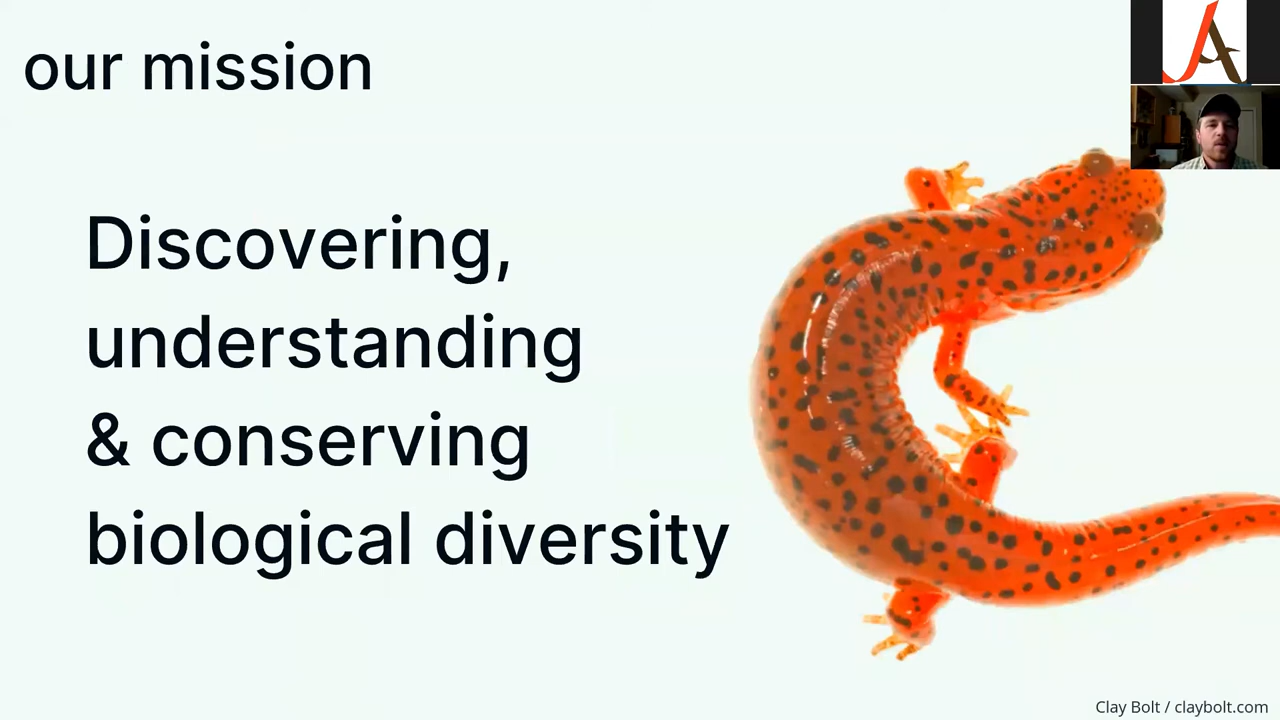 our mission
Discovering,
understanding
& conserving
biological diversity
Clay Bolt / claybolt.com